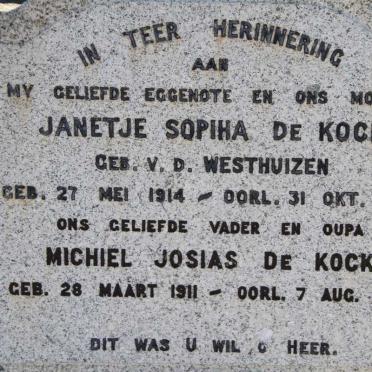 IN TEER HERINNERING
AAN
MY GELIEFDE EGGENOTE EN ONS MO
JANETJE SOPIHA DE KOCK
GEB. V. D. WESTHUIZEN
GEB. 27 MEI 1914 – OORL. 31 OKT.
ONS GELIEFDE VADER EN OUPA
MICHIEL JOSIAS DE KOCK
GEB. 28 MAART 1911 – OORL. 7 AUG.
DIT WAS U WIL, O HEER.